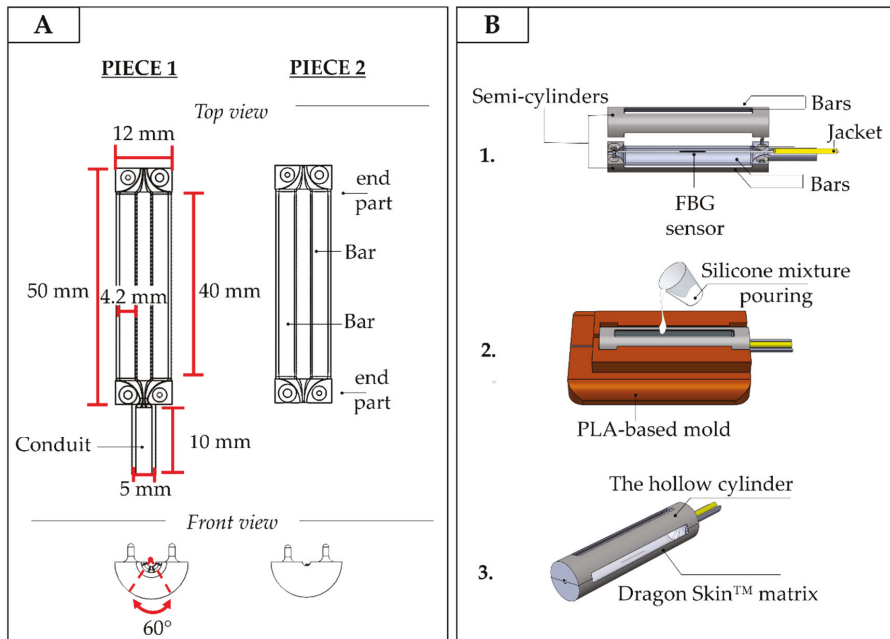 A
PIECE 1
PIECE 2
Top view
12 mm
50 mm
4.2 mm
40 mm
end
part
Bar
Bar
end
part
Conduit
10 mm
5 mm
Front view
60°
B
Semi-cylinders
Bars
Jacket
1.
Bars
FBG
sensor
Silicone mixture
pouring
2.
PLA-based mold
The hollow cylinder
3.
Dragon Skin™ matrix